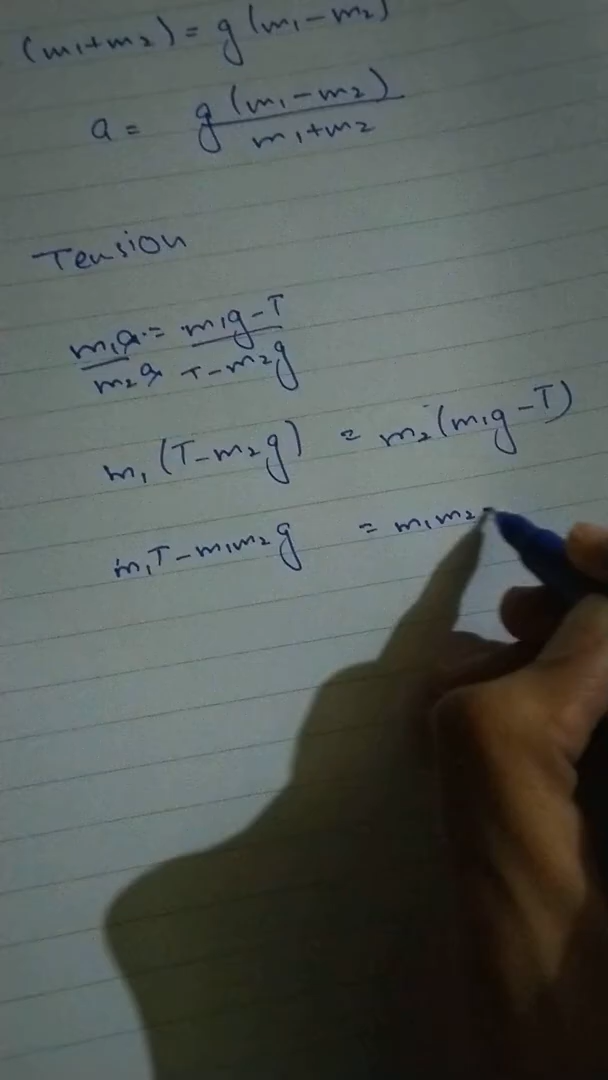 (m1+m2) = g(m1-m2)
a = g(m1-m2)
m1+m2
Tension
m1a = m1g-T
m2a T-m2g
m1(T-m2g) = m2(m1g-T)
m1T-m1m2g = m1m2